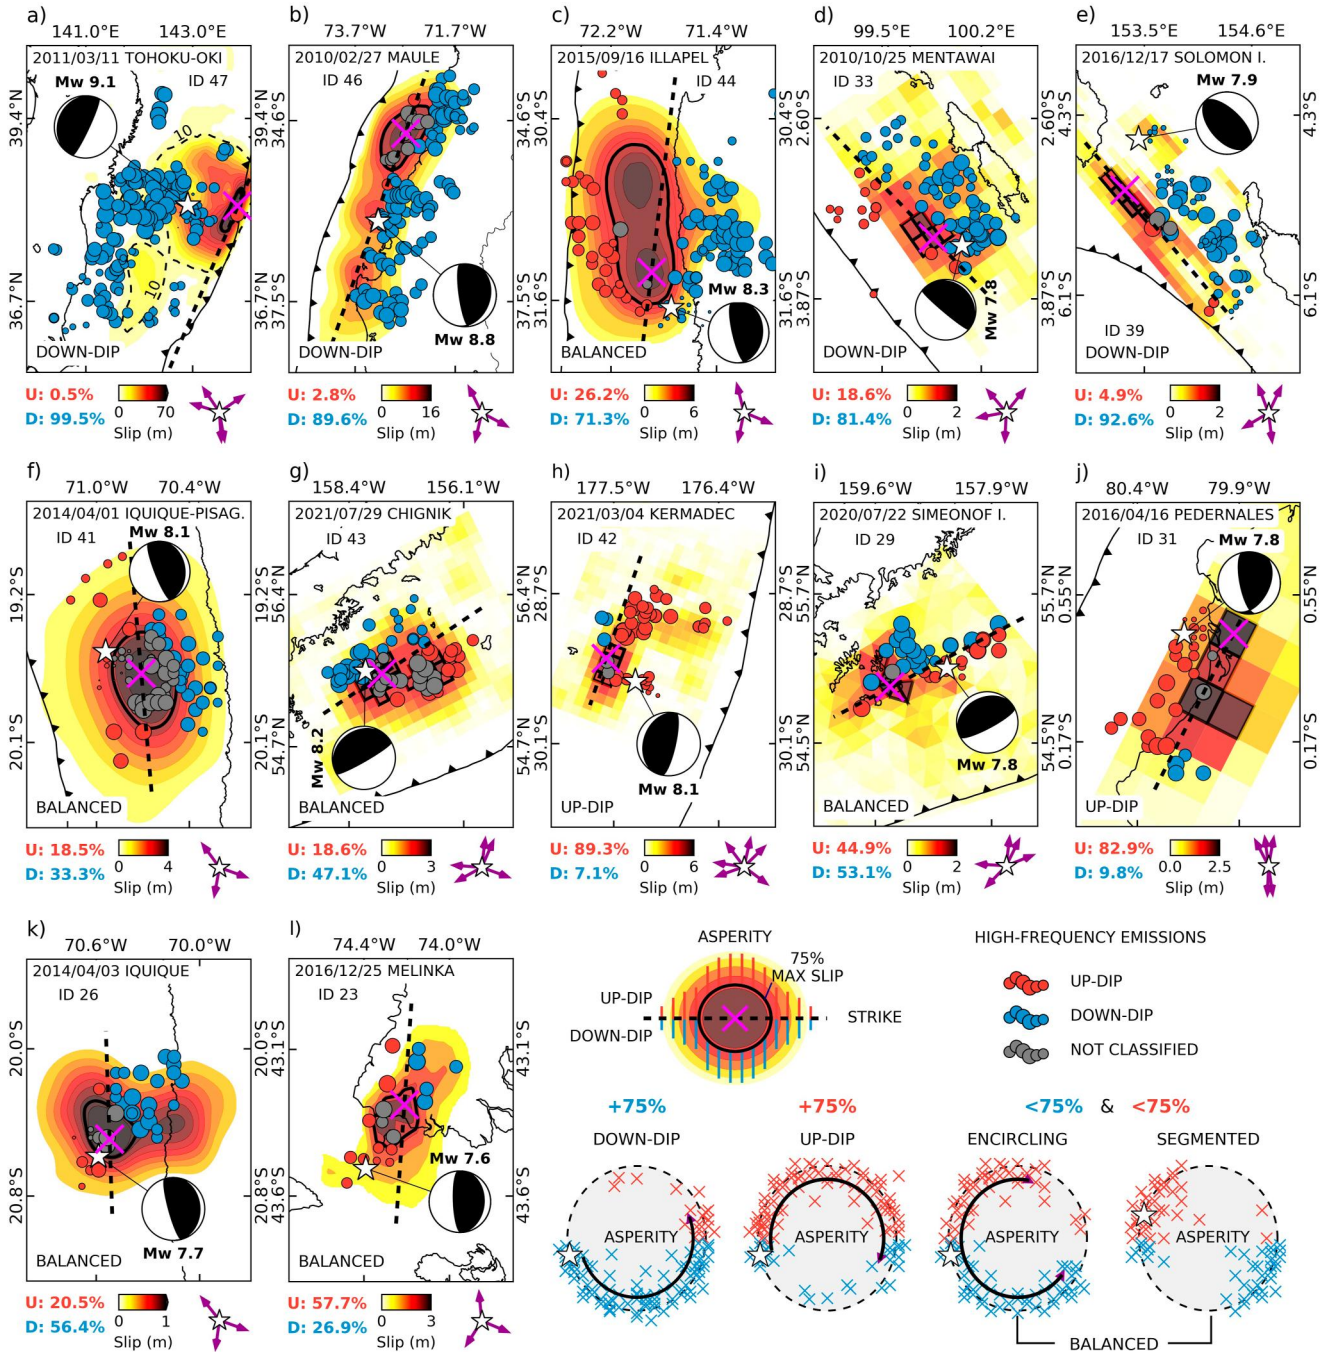 a)
141.0°E 143.0°E
2011/03/11 TOHOKU-OKI
Mw 9.1
ID 47
39.4°N
36.7°N
10
10
DOWN-DIP
U: 0.5%
D: 99.5%
0 70
Slip (m)
b)
73.7°W 71.7°W
2010/02/27 MAULE
ID 46
39.4°N
34.6°S
36.7°N
37.5°S
Mw 8.8
DOWN-DIP
U: 2.8%
D: 89.6%
0 16
Slip (m)
c)
72.2°W 71.4°W
2015/09/16 ILLAPEL
ID 44
34.6°S
30.4°S
37.5°S
31.6°S
Mw 8.3
BALANCED
U: 26.2%
D: 71.3%
0 6
Slip (m)
d)
99.5°E 100.2°E
2010/10/25 MENTAWAI
ID 33
30.4°S
2.60°S
31.6°S
3.87°S
Mw 7.8
DOWN-DIP
U: 18.6%
D: 81.4%
0 2
Slip (m)
e)
153.5°E 154.6°E
2016/12/17 SOLOMON I.
Mw 7.9
2.60°S
4.3°S
4.3°S
3.87°S
6.1°S
6.1°S
ID 39
DOWN-DIP
U: 4.9%
D: 92.6%
0 2
Slip (m)
f)
71.0°W 70.4°W
2014/04/01 IQUIQUE-PISAG.
Mw 8.1
ID 41
19.2°S
20.1°S
BALANCED
U: 18.5%
D: 33.3%
0 4
Slip (m)
g)
158.4°W 156.1°W
2021/07/29 CHIGNIK
ID 43
19.2°S
56.4°N
20.1°S
54.7°N
Mw 8.2
BALANCED
U: 18.6%
D: 47.1%
0 3
Slip (m)
h)
177.5°W 176.4°W
2021/03/04 KERMADEC
ID 42
56.4°N
28.7°S
54.7°N
30.1°S
Mw 8.1
UP-DIP
U: 89.3%
D: 7.1%
0 6
Slip (m)
i)
159.6°W 157.9°W
2020/07/22 SIMEONOF I.
ID 29
28.7°S
55.7°N
30.1°S
54.5°N
Mw 7.8
BALANCED
U: 44.9%
D: 53.1%
0 2
Slip (m)
j)
80.4°W 79.9°W
2016/04/16 PEDERNALES
ID 31
Mw 7.8
55.7°N
0.55°N
54.5°N
0.17°S
UP-DIP
U: 82.9%
D: 9.8%
0.0 2.5
Slip (m)
k)
70.6°W 70.0°W
2014/04/03 IQUIQUE
ID 26
20.0°S
20.8°S
Mw 7.7
BALANCED
U: 20.5%
D: 56.4%
0 1
Slip (m)
l)
74.4°W 74.0°W
2016/12/25 MELINKA
ID 23
20.0°S
43.1°S
20.8°S
43.6°S
Mw 7.6
BALANCED
U: 57.7%
D: 26.9%
0 3
Slip (m)
ASPERITY
75%
MAX SLIP
UP-DIP
DOWN-DIP
STRIKE
HIGH-FREQUENCY EMISSIONS
UP-DIP
DOWN-DIP
NOT CLASSIFIED
+75%
DOWN-DIP
ASPERITY
+75%
UP-DIP
ASPERITY
<75% & <75%
ENCIRCLING
ASPERITY
SEGMENTED
ASPERITY
BALANCED